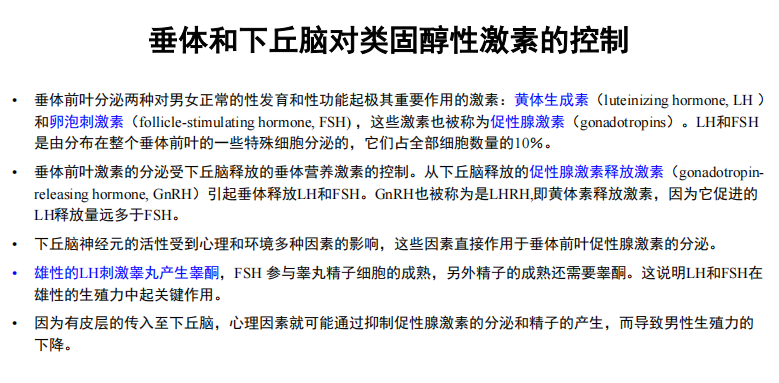 垂体和下丘脑对类固醇性激素的控制
• 垂体前叶分泌两种对男女正常的性发育和性功能起极其重要作用的激素：黄体生成素（luteinizing hormone, LH ）
和卵泡刺激素（follicle-stimulating hormone, FSH），这些激素也被称为促性腺激素（gonadotropins）。LH和FSH
是由分布在整个垂体前叶的一些特殊细胞分泌的，它们占全部细胞数量的10%。
• 垂体前叶激素的分泌受下丘脑释放的垂体营养激素的控制。从下丘脑释放的促性腺激素释放激素（gonadotropin-
releasing hormone, GnRH）引起垂体释放LH和FSH。GnRH也被称为是LHRH,即黄体素释放激素，因为它促进的
LH释放量远多于FSH。
• 下丘脑神经元的活性受到心理和环境多种因素的影响，这些因素直接作用于垂体前叶促性腺激素的分泌。
• 雄性的LH刺激睾丸产生睾酮，FSH 参与睾丸精子细胞的成熟，另外精子的成熟还需要睾酮。这说明LH和FSH在
雄性的生殖力中起关键作用。
• 因为有皮层的传入至下丘脑，心理因素就可能通过抑制促性腺激素的分泌和精子的产生，而导致男性生殖力的
下降。